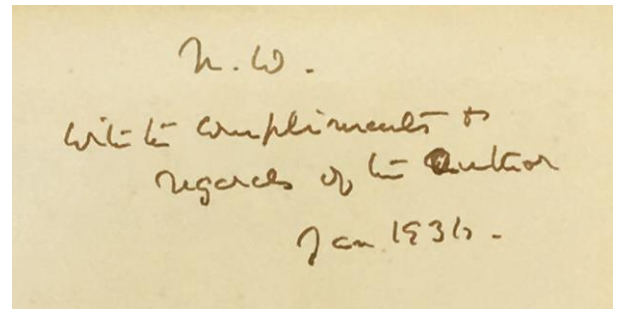 N.W.
with the compliments &
regards of the Author
Jan 1936.